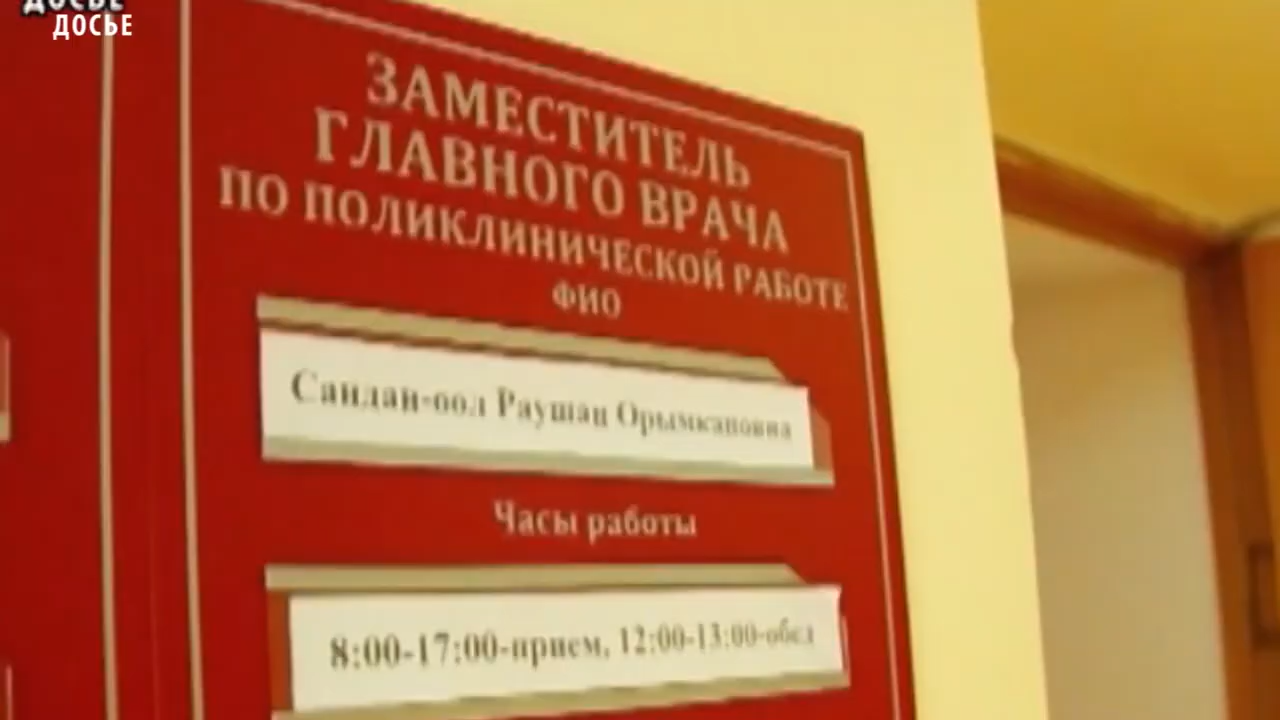 ДОСЬЕ
ДОСЬЕ
ЗАМЕСТИТЕЛЬ
ГЛАВНОГО ВРАЧА
ПО ПОЛИКЛИНИЧЕСКОЙ РАБОТЕ
ФИО
Сандан-оол Раушан Орымкановна
Часы работы
8:00-17:00-прием, 12:00-13:00-обед